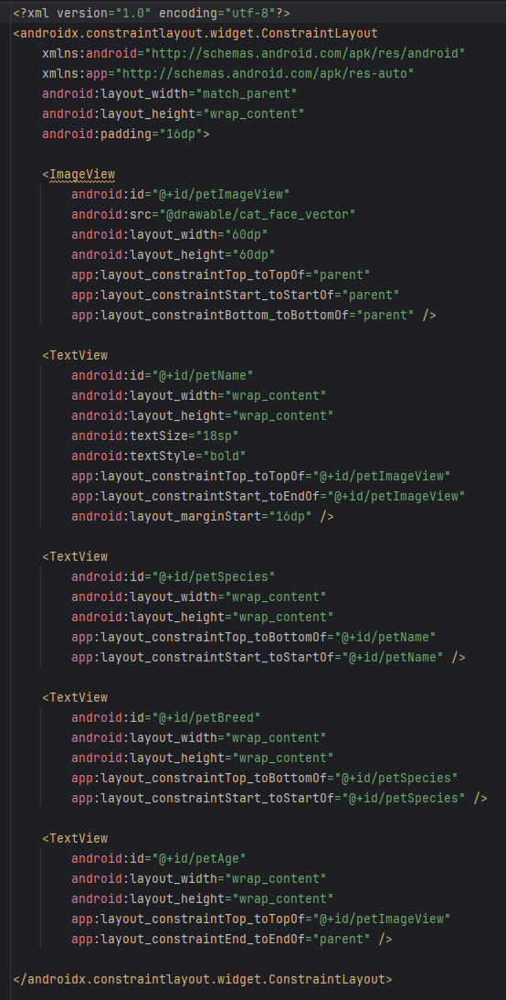 <?xml version="1.0" encoding="utf-8"?>
<androidx.constraintlayout.widget.ConstraintLayout
    xmlns:android="http://schemas.android.com/apk/res/android"
    xmlns:app="http://schemas.android.com/apk/res-auto"
    android:layout_width="match_parent"
    android:layout_height="wrap_content"
    android:padding="16dp">

    <ImageView
        android:id="@+id/petImageView"
        android:src="@drawable/cat_face_vector"
        android:layout_width="60dp"
        android:layout_height="60dp"
        app:layout_constraintTop_toTopOf="parent"
        app:layout_constraintStart_toStartOf="parent"
        app:layout_constraintBottom_toBottomOf="parent" />

    <TextView
        android:id="@+id/petName"
        android:layout_width="wrap_content"
        android:layout_height="wrap_content"
        android:textSize="18sp"
        android:textStyle="bold"
        app:layout_constraintTop_toTopOf="@+id/petImageView"
        app:layout_constraintStart_toEndOf="@+id/petImageView"
        android:layout_marginStart="16dp" />

    <TextView
        android:id="@+id/petSpecies"
        android:layout_width="wrap_content"
        android:layout_height="wrap_content"
        app:layout_constraintTop_toBottomOf="@+id/petName"
        app:layout_constraintStart_toStartOf="@+id/petName" />

    <TextView
        android:id="@+id/petBreed"
        android:layout_width="wrap_content"
        android:layout_height="wrap_content"
        app:layout_constraintTop_toBottomOf="@+id/petSpecies"
        app:layout_constraintStart_toStartOf="@+id/petSpecies" />

    <TextView
        android:id="@+id/petAge"
        android:layout_width="wrap_content"
        android:layout_height="wrap_content"
        app:layout_constraintTop_toTopOf="@+id/petImageView"
        app:layout_constraintEnd_toEndOf="parent" />

</androidx.constraintlayout.widget.ConstraintLayout>